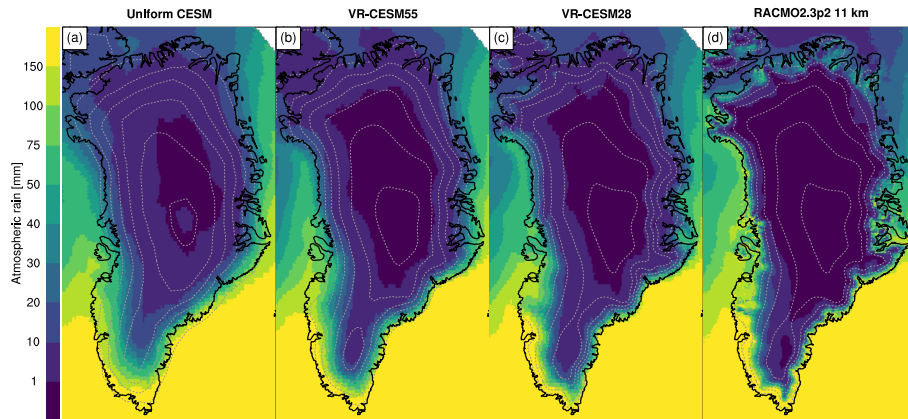 Uniform CESM
VR-CESM55
VR-CESM28
RACMO2.3p2 11 km
(a)
(b)
(c)
(d)
Atmospheric rain [mm]
150
100
75
50
40
30
20
10
1